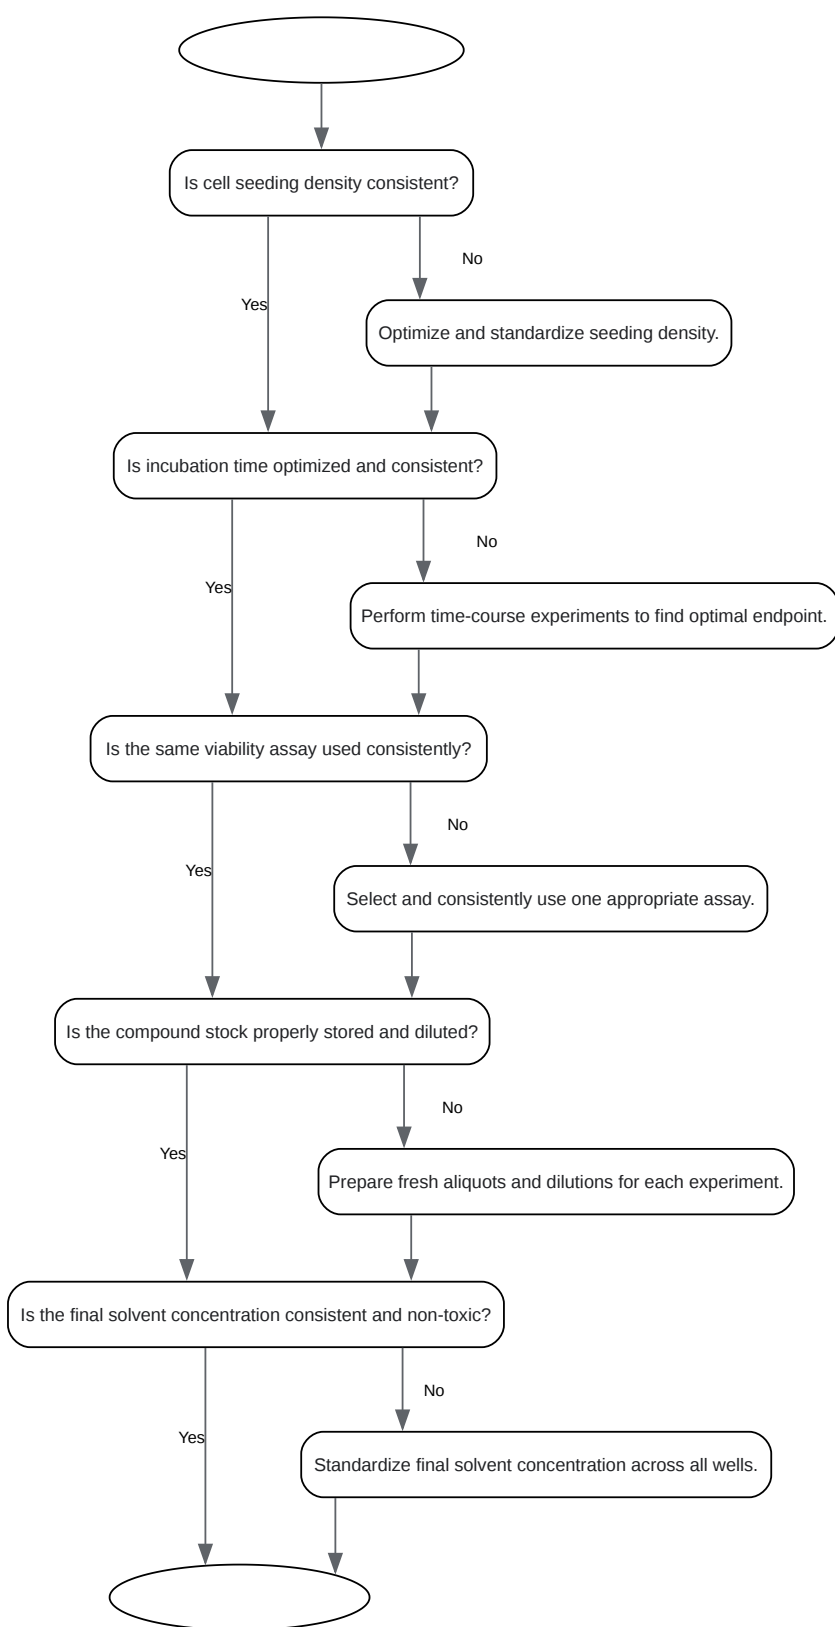 Is cell seeding density consistent?
No
Yes
Optimize and standardize seeding density.
Is incubation time optimized and consistent?
No
Yes
Perform time-course experiments to find optimal endpoint.
Is the same viability assay used consistently?
No
Yes
Select and consistently use one appropriate assay.
Is the compound stock properly stored and diluted?
No
Yes
Prepare fresh aliquots and dilutions for each experiment.
Is the final solvent concentration consistent and non-toxic?
No
Yes
Standardize final solvent concentration across all wells.